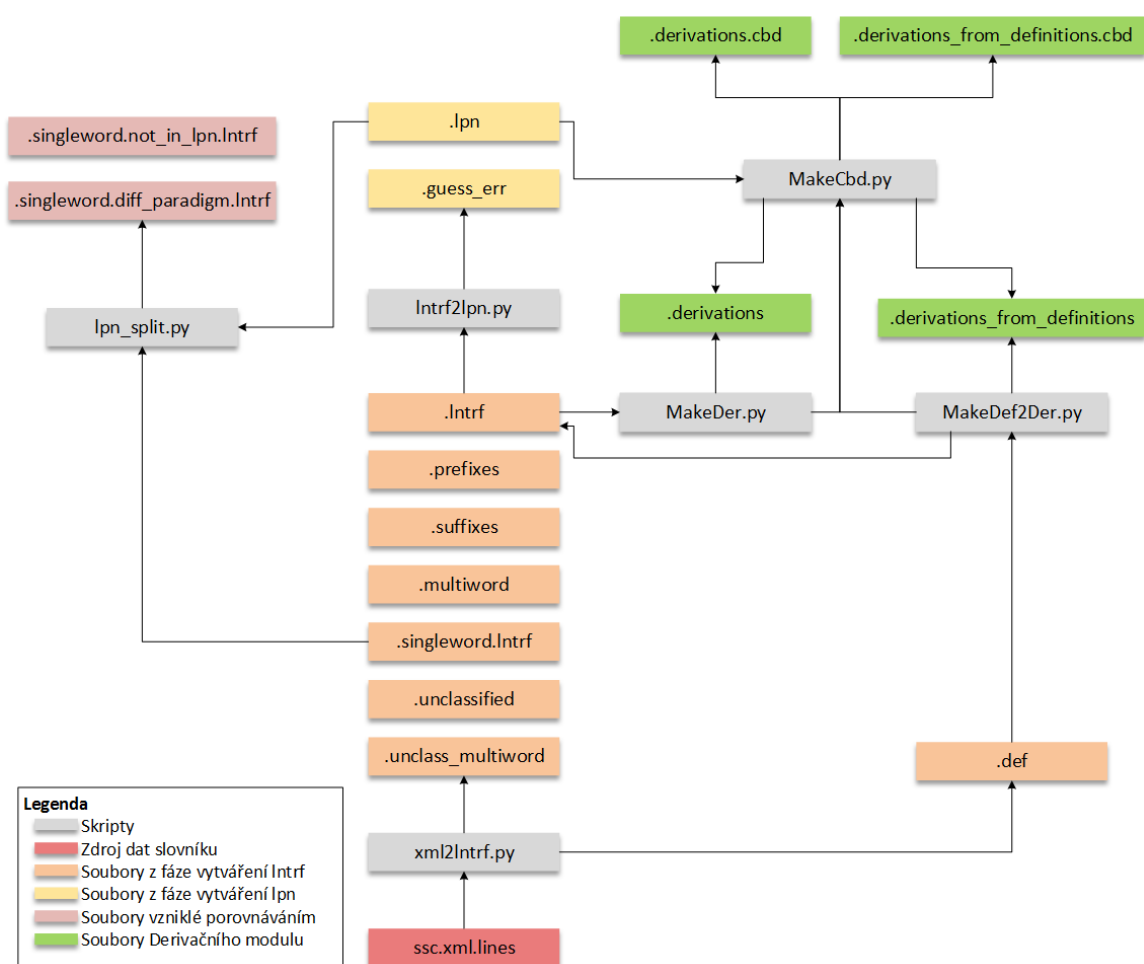 .derivations.cbd
.derivations_from_definitions.cbd
.lpn
.singleword.not_in_lpn.lntrf
MakeCbd.py
.guess_err
.singleword.diff_paradigm.lntrf
lntrf2lpn.py
.derivations
.derivations_from_definitions
lpn_split.py
.lntrf
MakeDer.py
MakeDef2Der.py
.prefixes
.suffixes
.multiword
.singleword.lntrf
.unclassified
.unclass_multiword
.def
xml2lntrf.py
ssc.xml.lines
Legenda
Skripty
Zdroj dat slovníku
Soubory z fáze vytváření lntrf
Soubory z fáze vytváření lpn
Soubory vzniklé porovnáváním
Soubory Derivačního modulu